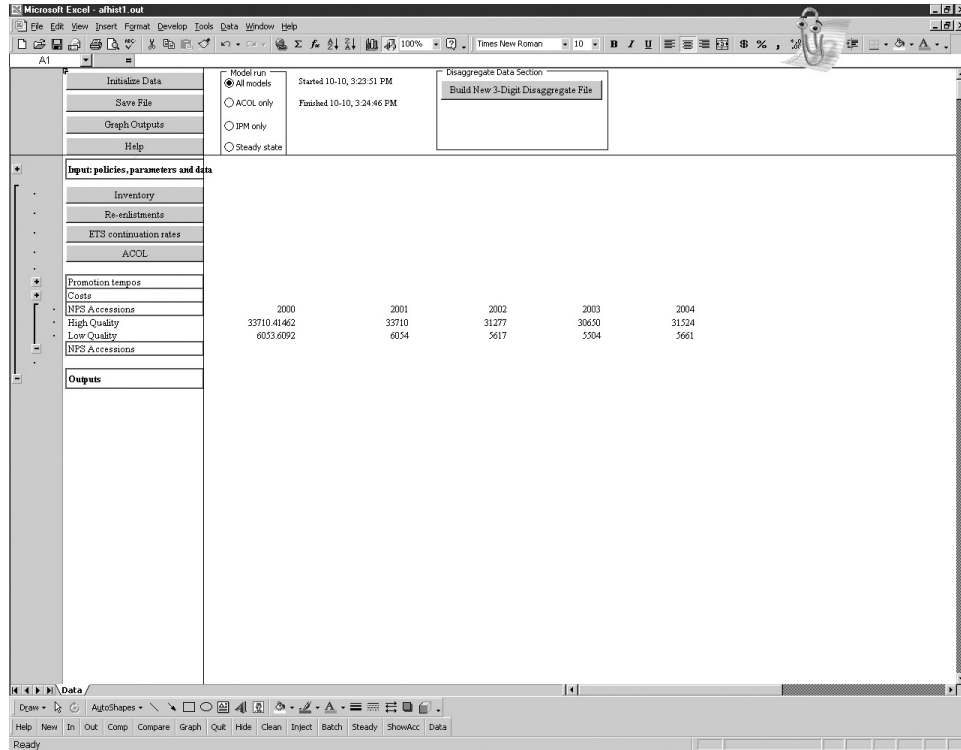 Microsoft Excel - afhist1.out
File Edit View Insert Format Develop Tools Data Window Help
100% Times New Roman 10 B I U $ % ,
A1 =
Initialize Data
Save File
Graph Outputs
Help
Model run
All models
ACOL only
IPM only
Steady state
Started 10-10, 3:23:51 PM
Finished 10-10, 3:24:46 PM
Disaggregate Data Section
Build New 3-Digit Disaggregate File
Input: policies, parameters and data
Inventory
Re-enlistments
ETS continuation rates
ACOL
Promotion tempos
Costs
NPS Accessions 2000 2001 2002 2003 2004
High Quality 33710.41462 33710 31277 30650 31524
Low Quality 6053.6092 6054 5617 5504 5661
NPS Accessions
Outputs
Data
Draw AutoShapes
Help New In Out Comp Compare Graph Quit Hide Clean Inject Batch Steady ShowAcc Data
Ready